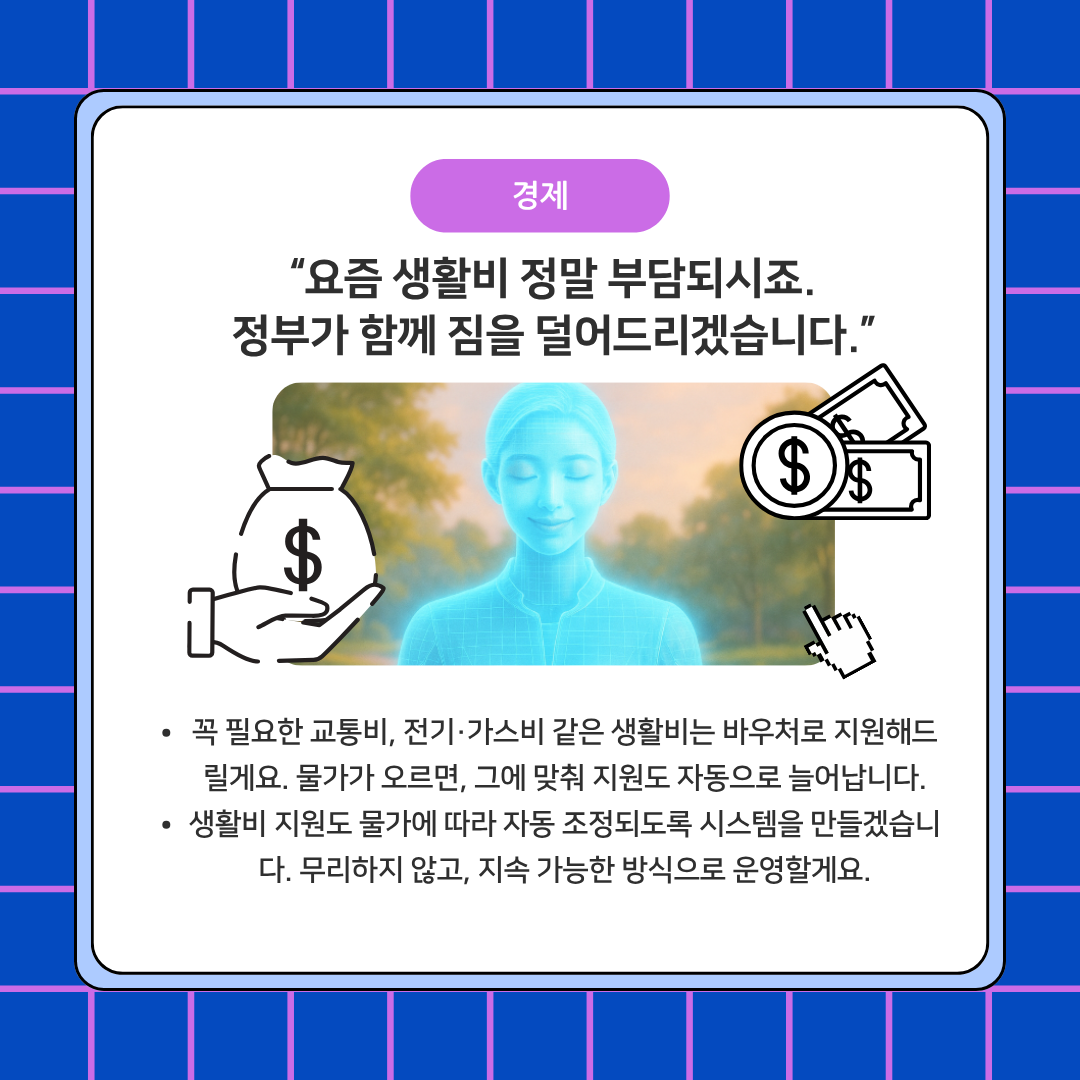 경제
“요즘 생활비 정말 부담되시죠.
정부가 함께 짐을 덜어드리겠습니다.”
$
$
$
$
• 꼭 필요한 교통비, 전기·가스비 같은 생활비는 바우처로 지원해드
릴게요. 물가가 오르면, 그에 맞춰 지원도 자동으로 늘어납니다.
• 생활비 지원도 물가에 따라 자동 조정되도록 시스템을 만들겠습니
다. 무리하지 않고, 지속 가능한 방식으로 운영할게요.